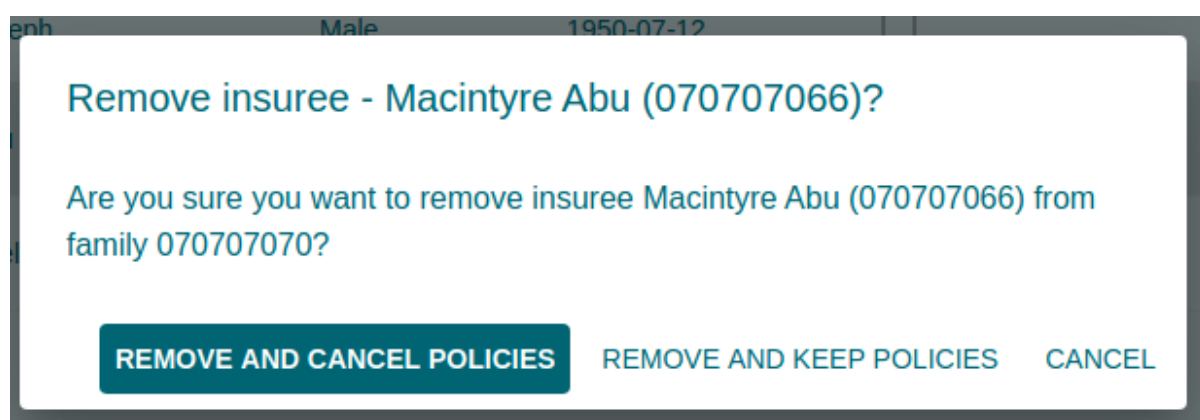 eph Male 1950-07-12
Remove insuree - Macintyre Abu (070707066)?
Are you sure you want to remove insuree Macintyre Abu (070707066) from
family 070707070?
REMOVE AND CANCEL POLICIES REMOVE AND KEEP POLICIES CANCEL